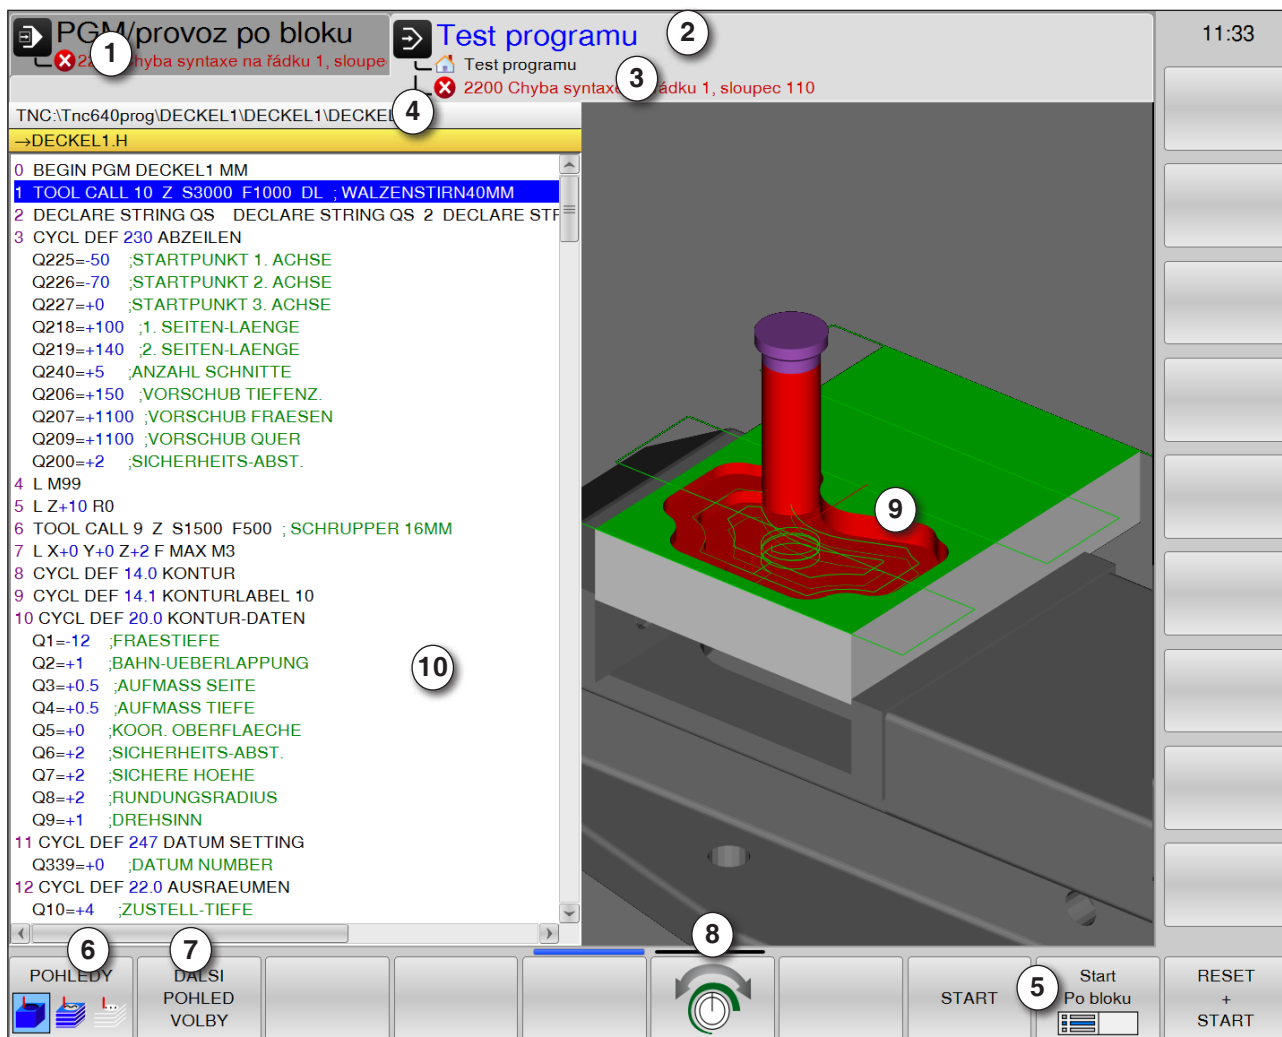 PGM/provoz po bloku
hyba syntaxe na řádku 1, sloupe
1
Test programu
2
Test programu
2200 Chyba syntaxe řádku 1, sloupec 110
3
11:33
TNC:\Tnc640prog\DECKEL1\DECKEL1\DECKEL
4
→DECKEL1.H
0 BEGIN PGM DECKEL1 MM
1 TOOL CALL 10 Z S3000 F1000 DL ; WALZENSTIRN40MM
2 DECLARE STRING QS DECLARE STRING QS 2 DECLARE STR
3 CYCL DEF 230 ABZEILEN
Q225=-50 ;STARTPUNKT 1. ACHSE
Q226=-70 ;STARTPUNKT 2. ACHSE
Q227=+0 ;STARTPUNKT 3. ACHSE
Q218=+100 ;1. SEITEN-LAENGE
Q219=+140 ;2. SEITEN-LAENGE
Q240=+5 ;ANZAHL SCHNITTE
Q206=+150 ;VORSCHUB TIEFENZ.
Q207=+1100 ;VORSCHUB FRAESEN
Q209=+1100 ;VORSCHUB QUER
Q200=+2 ;SICHERHEITS-ABST.
4 L M99
5 L Z+10 R0
6 TOOL CALL 9 Z S1500 F500 ; SCHRUPPER 16MM
7 L X+0 Y+0 Z+2 F MAX M3
8 CYCL DEF 14.0 KONTUR
9 CYCL DEF 14.1 KONTURLABEL 10
10 CYCL DEF 20.0 KONTUR-DATEN
Q1=-12 ;FRAESTIEFE
Q2=+1 ;BAHN-UEBERLAPPUNG
Q3=+0.5 ;AUFMASS SEITE
Q4=+0.5 ;AUFMASS TIEFE
Q5=+0 ;KOOR. OBERFLAECHE
Q6=+2 ;SICHERHEITS-ABST.
Q7=+2 ;SICHERE HOEHE
Q8=+2 ;RUNDUNGSRADIUS
Q9=+1 ;DREHSINN
11 CYCL DEF 247 DATUM SETTING
Q339=+0 ;DATUM NUMBER
12 CYCL DEF 22.0 AUSRAEUMEN
Q10=+4 ;ZUSTELL-TIEFE
10
9
6
POHLEDY
7
DALSI
POHLED
VOLBY
8
START
5
Start
Po bloku
RESET
+
START